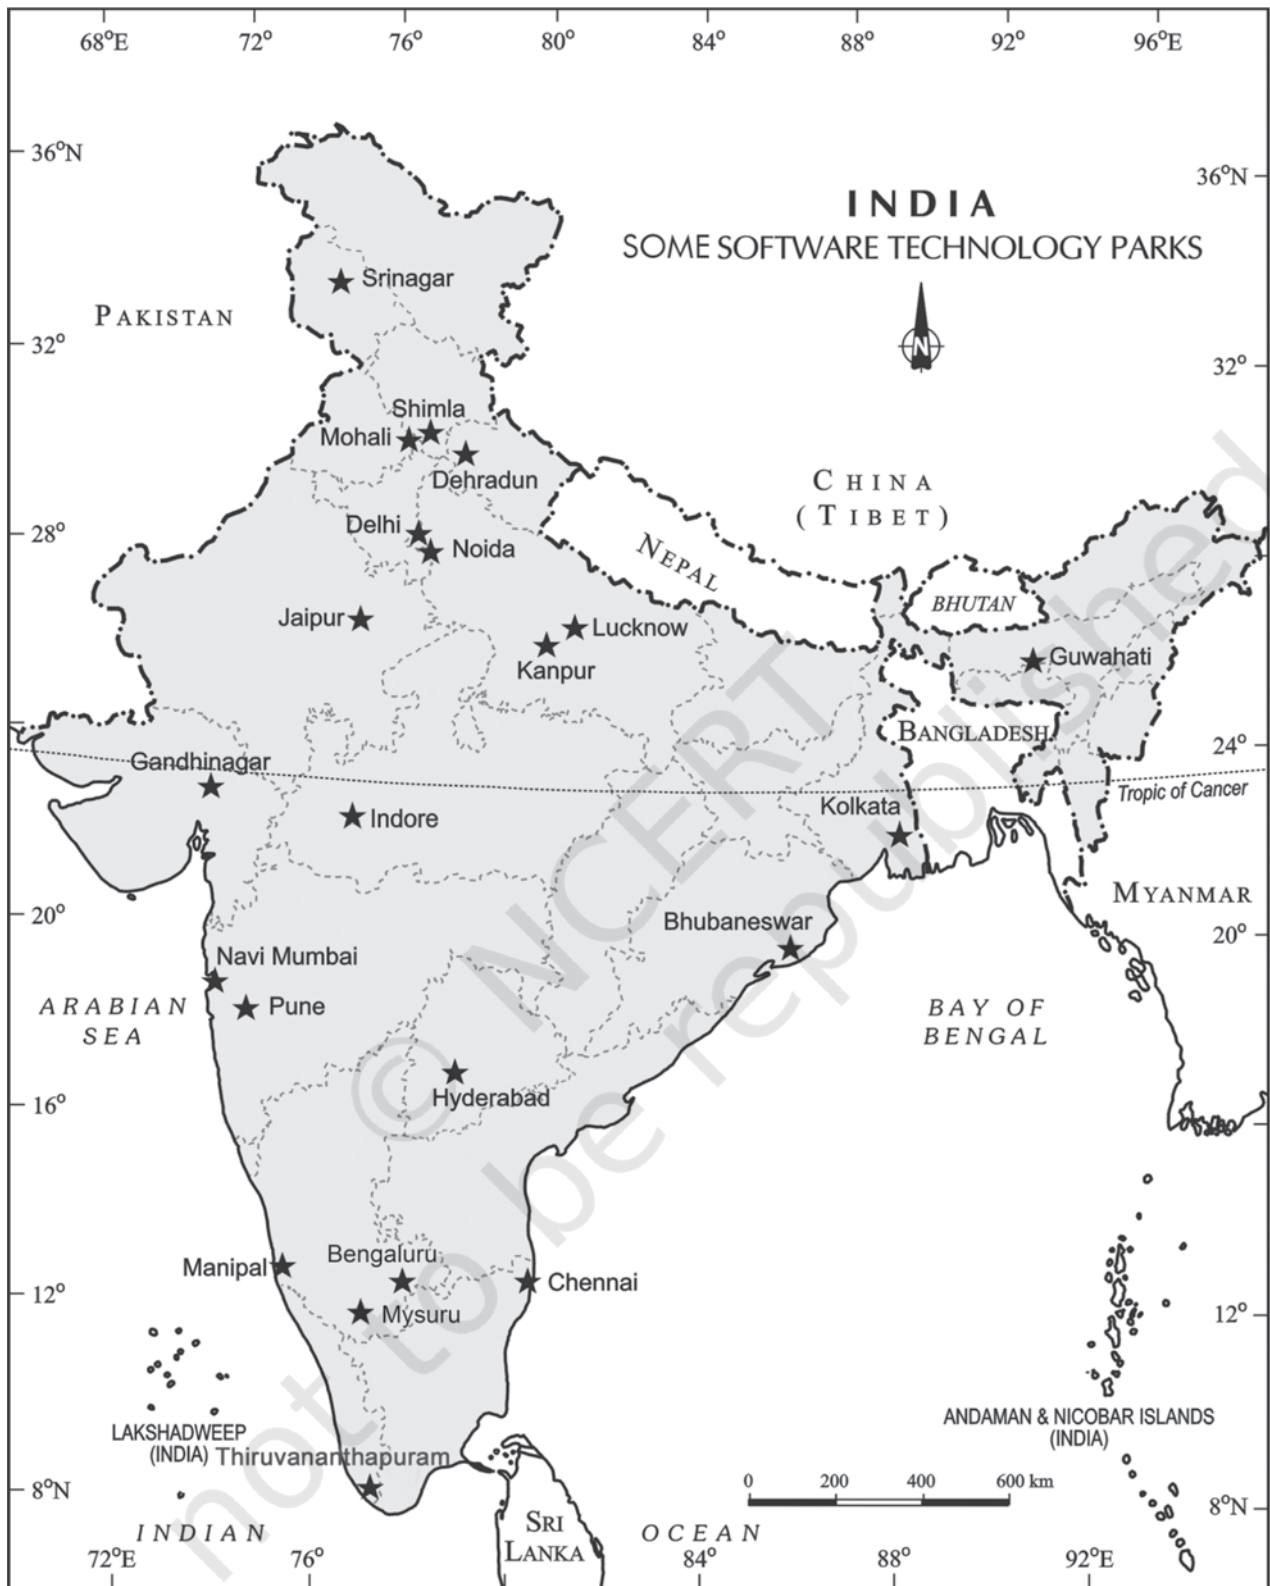 68°E 72° 76° 80° 84° 88° 92° 96°E
36°N
36°N
INDIA
SOME SOFTWARE TECHNOLOGY PARKS
Srinagar
PAKISTAN
N
32°
32°
Shimla
Mohali
Dehradun
CHINA
(TIBET)
Delhi
28°
Noida
NEPAL
BHUTAN
Jaipur
Lucknow
Kanpur
Guwahati
BANGLADESH
24°
Gandhinagar
Tropic of Cancer
Kolkata
Indore
MYANMAR
20°
Bhubaneswar
20°
Navi Mumbai
Pune
ARABIAN
SEA
BAY OF
BENGAL
Hyderabad
16°
Bengaluru
Manipal
Chennai
12°
Mysuru
12°
LAKSHADWEEP
(INDIA)
ANDAMAN & NICOBAR ISLANDS
(INDIA)
Thiruvananthapuram
8°N
0 200 400 600 km
8°N
INDIAN
OCEAN
SRI
LANKA
72°E 76° 84° 88° 92°E
© NCERT
not to be republished